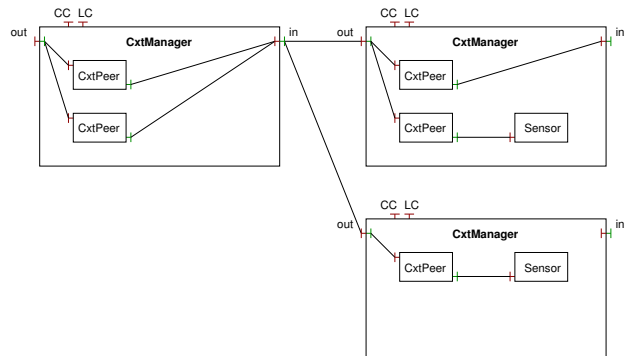 CC LC
out CxtManager in
CxtPeer
CxtPeer
CC LC
out CxtManager in
CxtPeer
CxtPeer Sensor
CC LC
out CxtManager in
CxtPeer Sensor